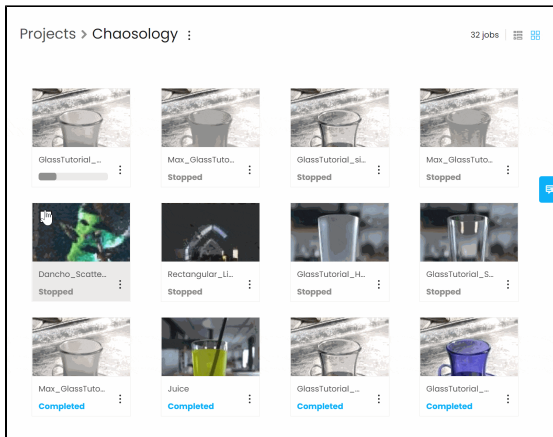 Projects > Chaosology
32 jobs
GlassTutorial_...
Max_GlassTuto...
Stopped
GlassTutorial_si...
Stopped
Max_GlassTuto...
Stopped
Dancho_Scatte...
Stopped
Rectangular_Li...
Stopped
GlassTutorial_H...
Stopped
GlassTutorial_S...
Stopped
Max_GlassTuto...
Completed
Juice
Completed
GlassTutorial_...
Completed
GlassTutorial_...
Completed